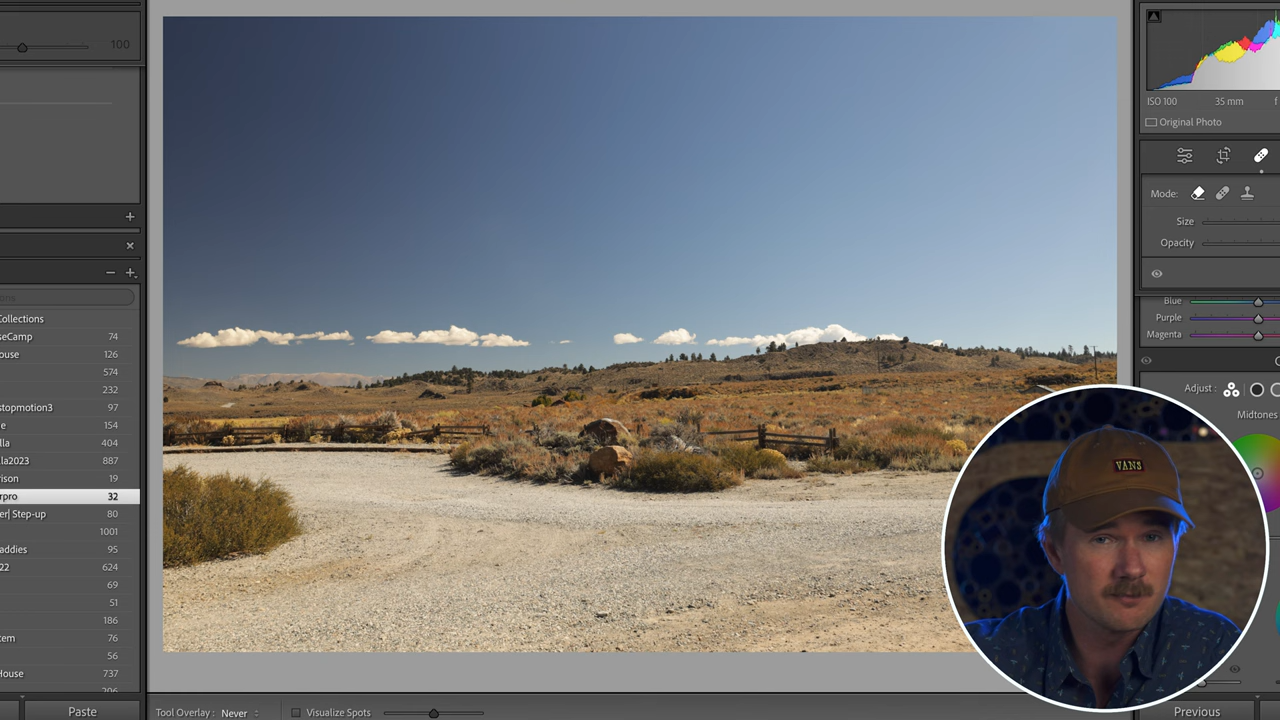 100
Collections
seCamp 74
ouse 126
574
232
stopmotion3 97
e 154
lla 404
lla2023 887
rison 19
rpro 32
er| Step-up 80
1001
addies 95
22 624
69
51
186
tem 76
56
House 737
Paste
Tool Overlay : Never
Visualize Spots
ISO 100 35 mm f
Original Photo
Mode:
Size
Opacity
Blue
Purple
Magenta
Adjust :
Midtones
VANS
Previous